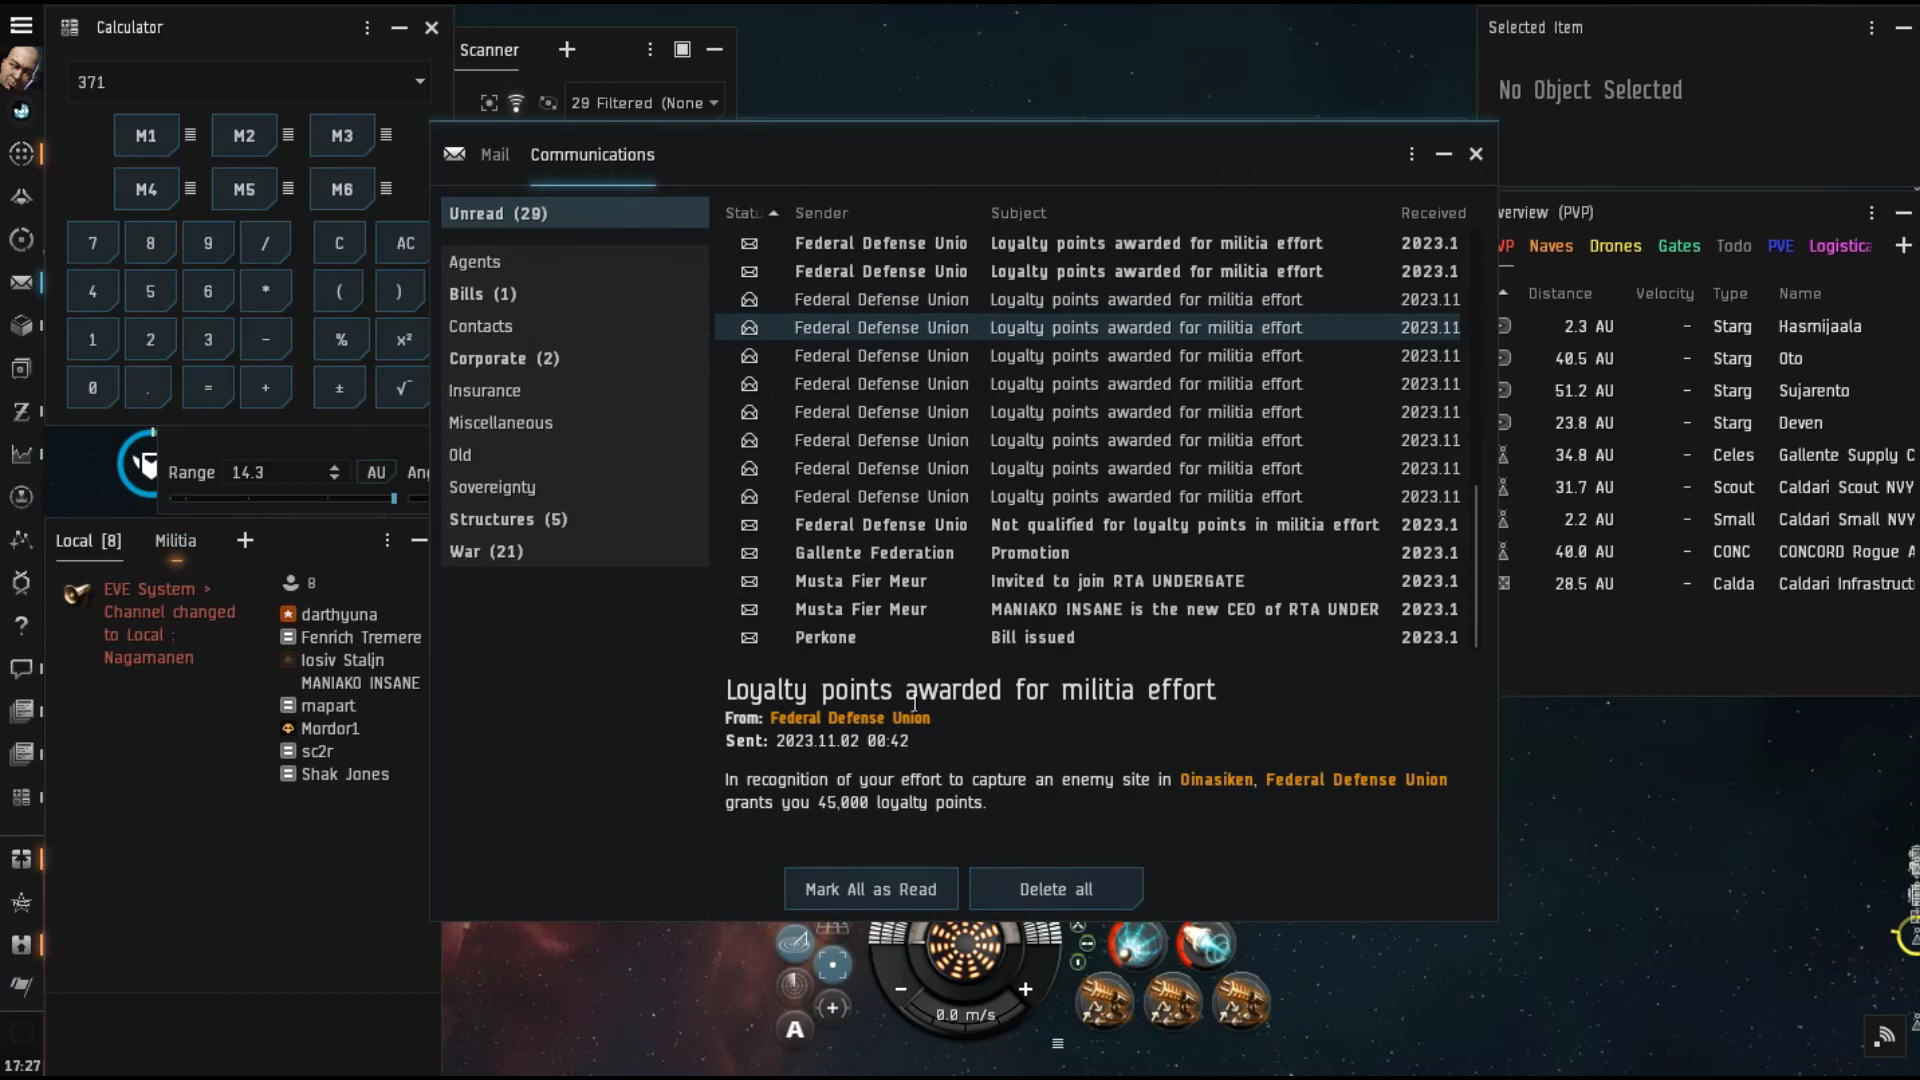 Calculator
371
M1 M2 M3
M4 M5 M6
7 8 9 / C AC
4 5 6 * ( )
1 2 3 - % x²
0 . = + ± √
Range 14.3 AU
Local [8] Militia
EVE System >
Channel changed
to Local :
Nagamanen
8
darthyuna
Fenrich Tremere
Iosiv Staljn
MANIAKO INSANE
mapart
Mordor1
sc2r
Shak Jones
17:27
Scanner
29 Filtered (None
Mail Communications
Unread (29)
Agents
Bills (1)
Contacts
Corporate (2)
Insurance
Miscellaneous
Old
Sovereignty
Structures (5)
War (21)
Sender Subject Received
Federal Defense Unio Loyalty points awarded for militia effort 2023.1
Federal Defense Unio Loyalty points awarded for militia effort 2023.1
Federal Defense Union Loyalty points awarded for militia effort 2023.11
Federal Defense Union Loyalty points awarded for militia effort 2023.11
Federal Defense Union Loyalty points awarded for militia effort 2023.11
Federal Defense Union Loyalty points awarded for militia effort 2023.11
Federal Defense Union Loyalty points awarded for militia effort 2023.11
Federal Defense Union Loyalty points awarded for militia effort 2023.11
Federal Defense Union Loyalty points awarded for militia effort 2023.11
Federal Defense Union Loyalty points awarded for militia effort 2023.11
Federal Defense Unio Not qualified for loyalty points in militia effort 2023.1
Gallente Federation Promotion 2023.1
Musta Fier Meur Invited to join RTA UNDERGATE 2023.1
Musta Fier Meur MANIAKO INSANE is the new CEO of RTA UNDER 2023.1
Perkone Bill issued 2023.1
Loyalty points awarded for militia effort
From: Federal Defense Union
Sent: 2023.11.02 00:42
In recognition of your effort to capture an enemy site in Oinasiken, Federal Defense Union
grants you 45,000 loyalty points.
Mark All as Read Delete all
0.0 m/s
A
Selected Item
No Object Selected
verview (PVP)
VP Naves Drones Gates Todo PVE Logistica
Distance Velocity Type Name
2.3 AU - Starg Hasmijaala
40.5 AU - Starg Oto
51.2 AU - Starg Sujarento
23.8 AU - Starg Deven
34.8 AU - Celes Gallente Supply C
31.7 AU - Scout Caldari Scout NVY
2.2 AU - Small Caldari Small NVY
40.0 AU - CONC CONCORD Rogue A
28.5 AU - Calda Caldari Infrastruct